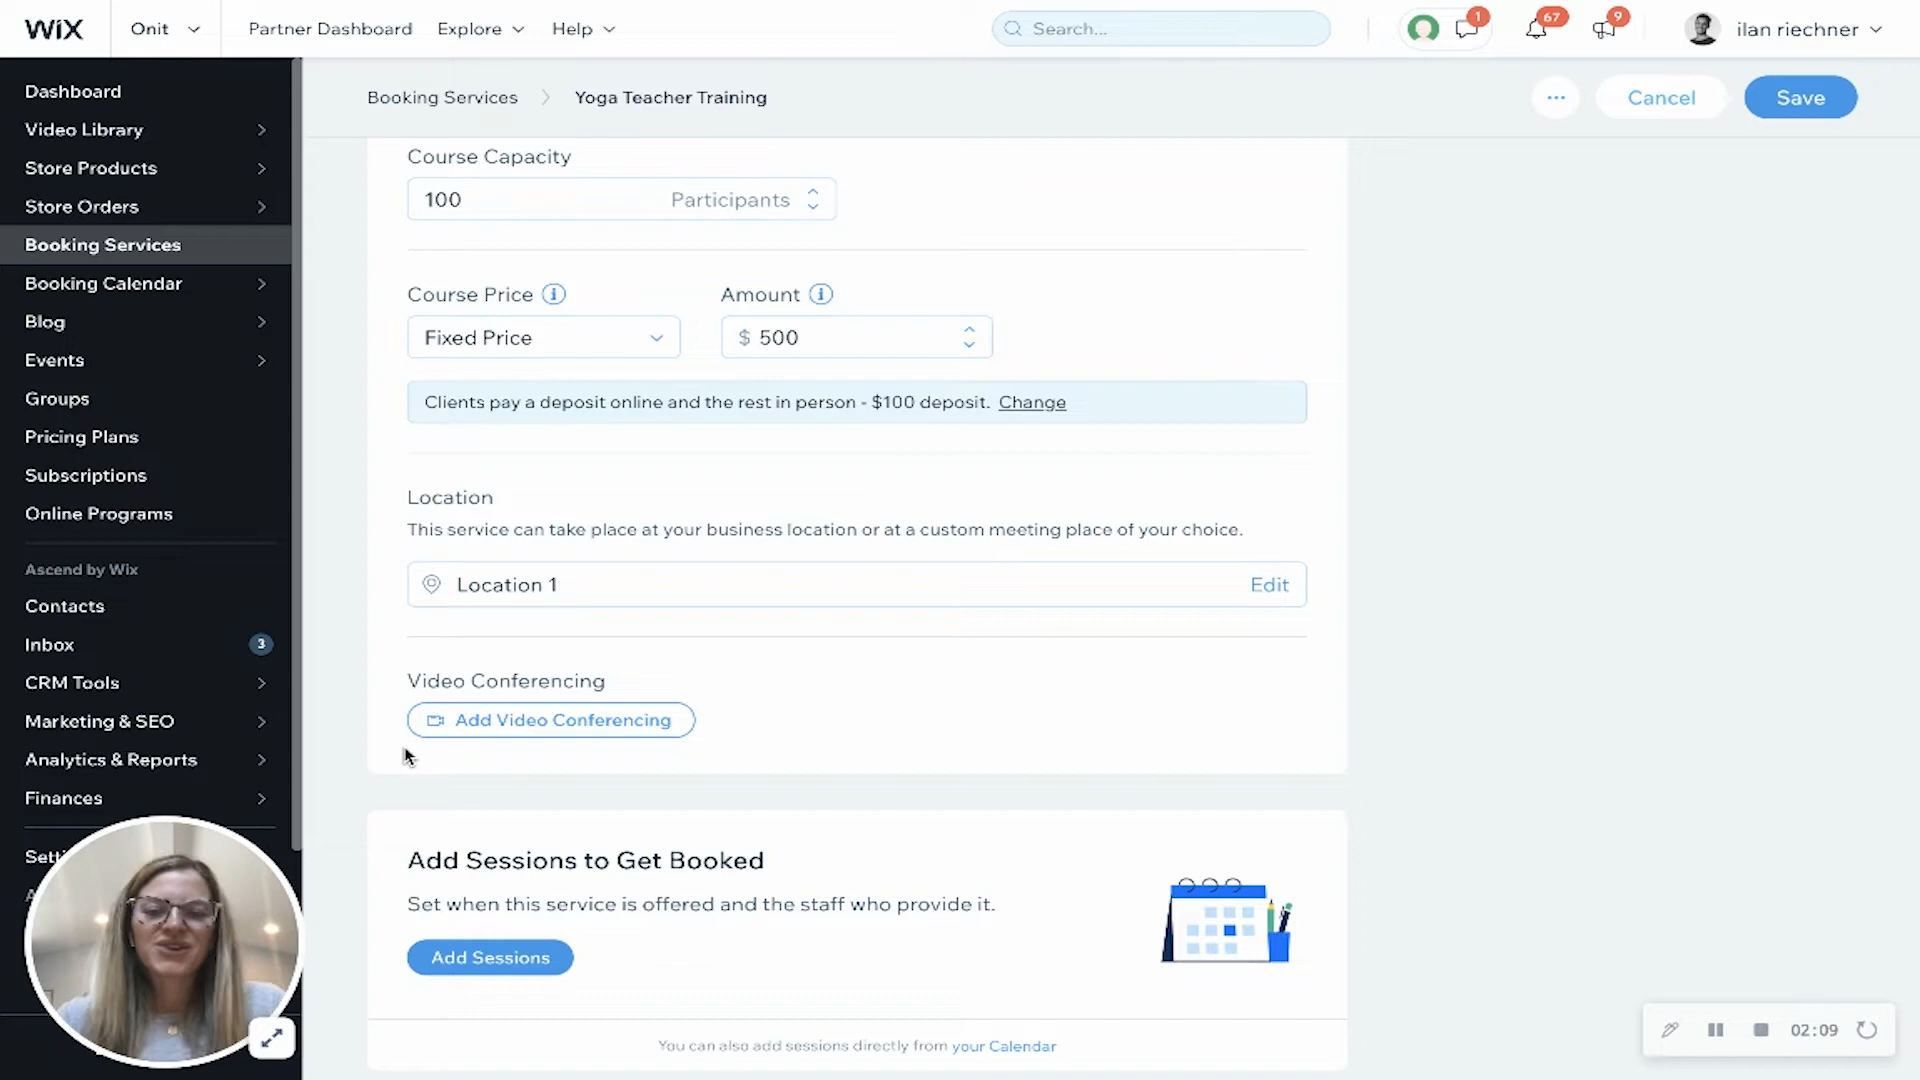 WIX
Onit
Partner Dashboard
Explore
Help
Search...
1
67
9
ilan riechner
Dashboard
Video Library
Store Products
Store Orders
Booking Services
Booking Calendar
Blog
Events
Groups
Pricing Plans
Subscriptions
Online Programs
Ascend by Wix
Contacts
Inbox
3
CRM Tools
Marketing & SEO
Analytics & Reports
Finances
Booking Services
Yoga Teacher Training
...
Cancel
Save
Course Capacity
100 Participants
Course Price
Amount
Fixed Price
$ 500
Clients pay a deposit online and the rest in person - $100 deposit. Change
Location
This service can take place at your business location or at a custom meeting place of your choice.
Location 1
Edit
Video Conferencing
Add Video Conferencing
Add Sessions to Get Booked
Set when this service is offered and the staff who provide it.
Add Sessions
You can also add sessions directly from your Calendar
02:09